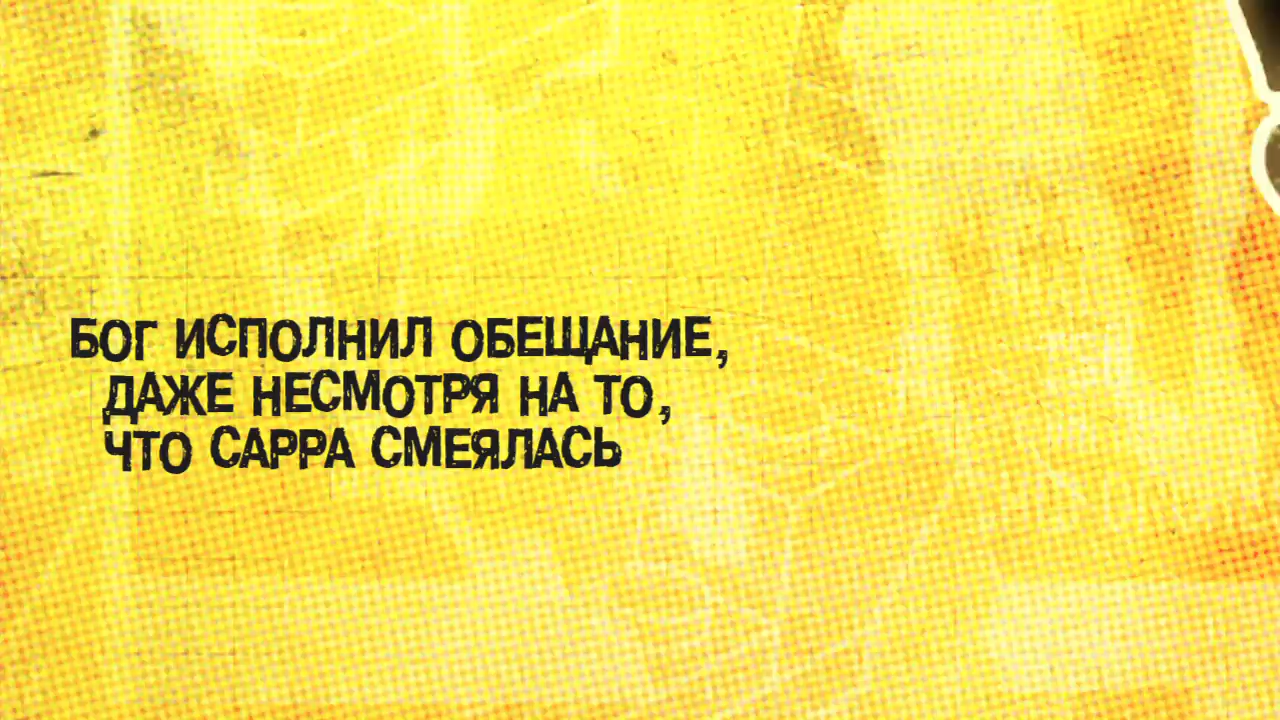 БОГ ИСПОЛНИЛ ОБЕЩАНИЕ,
ДАЖЕ НЕСМОТРЯ НА ТО,
ЧТО САРРА СМЕЯЛАСЬ